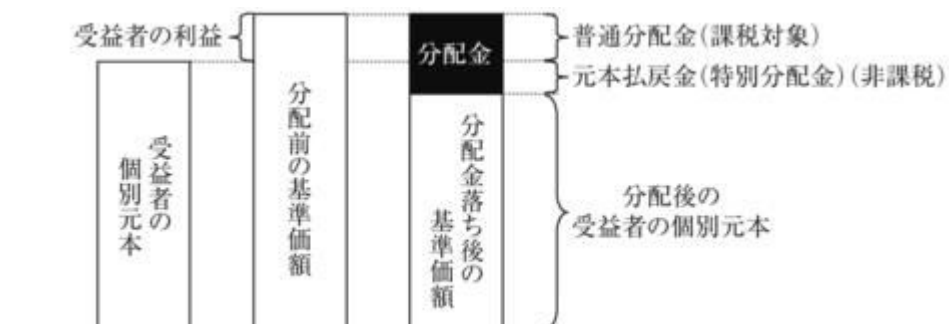 受益者の利益
分配金
普通分配金(課税対象)
元本払戻金(特別分配金)(非課税)
受益者の
個別元本
分配前の基準価額
分配金落ち後の
基準価額
分配後の
受益者の個別元本